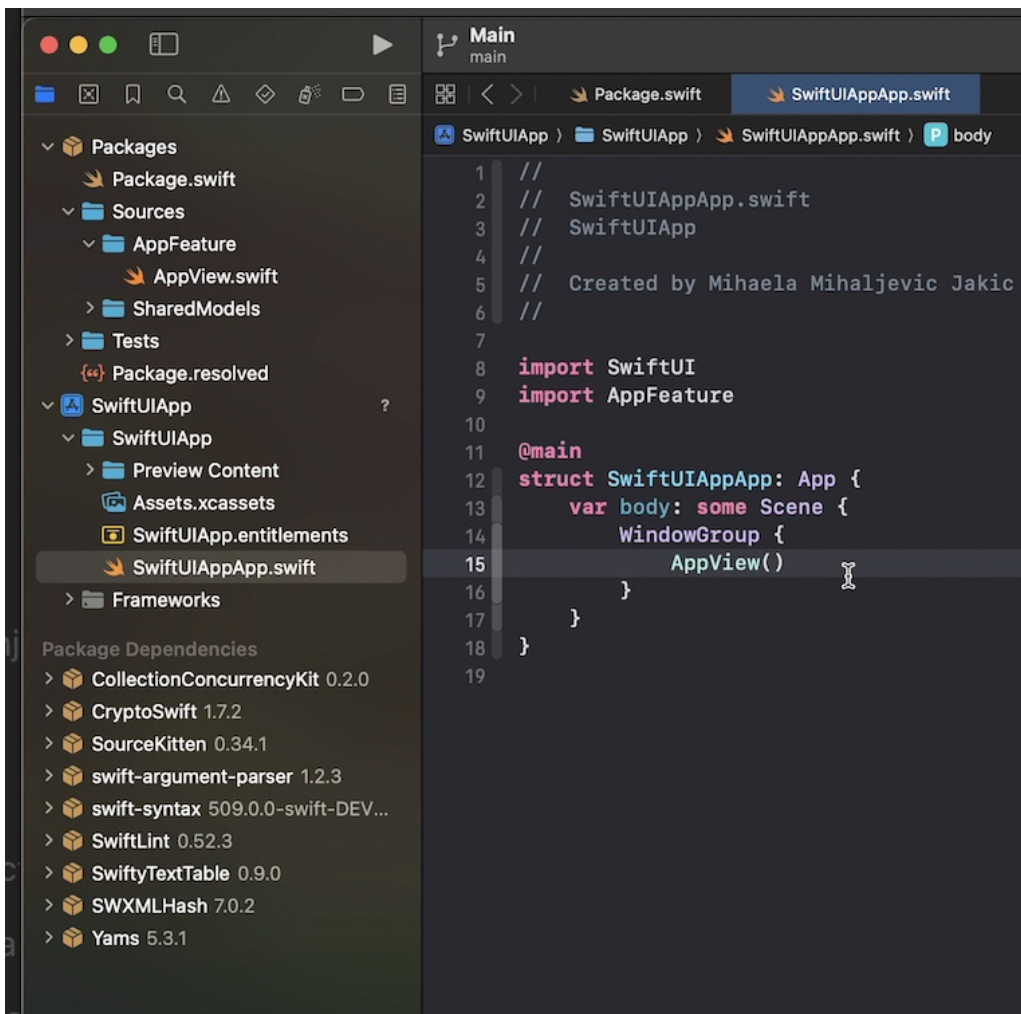 Main
main
Package.swift
SwiftUIAppApp.swift
SwiftUIApp 〉 SwiftUIApp 〉 SwiftUIAppApp.swift 〉 P body
Packages
Package.swift
Sources
AppFeature
AppView.swift
SharedModels
Tests
Package.resolved
SwiftUIApp ?
SwiftUIApp
Preview Content
Assets.xcassets
SwiftUIApp.entitlements
SwiftUIAppApp.swift
Frameworks
Package Dependencies
CollectionConcurrencyKit 0.2.0
CryptoSwift 1.7.2
SourceKitten 0.34.1
swift-argument-parser 1.2.3
swift-syntax 509.0.0-swift-DEV...
SwiftLint 0.52.3
SwiftyTextTable 0.9.0
SWXMLHash 7.0.2
Yams 5.3.1
1 //
2 //  SwiftUIAppApp.swift
3 //  SwiftUIApp
4 //
5 //  Created by Mihaela Mihaljevic Jakic
6 //
7
8 import SwiftUI
9 import AppFeature
10
11 @main
12 struct SwiftUIAppApp: App {
13     var body: some Scene {
14         WindowGroup {
15             AppView()
16         }
17     }
18 }
19